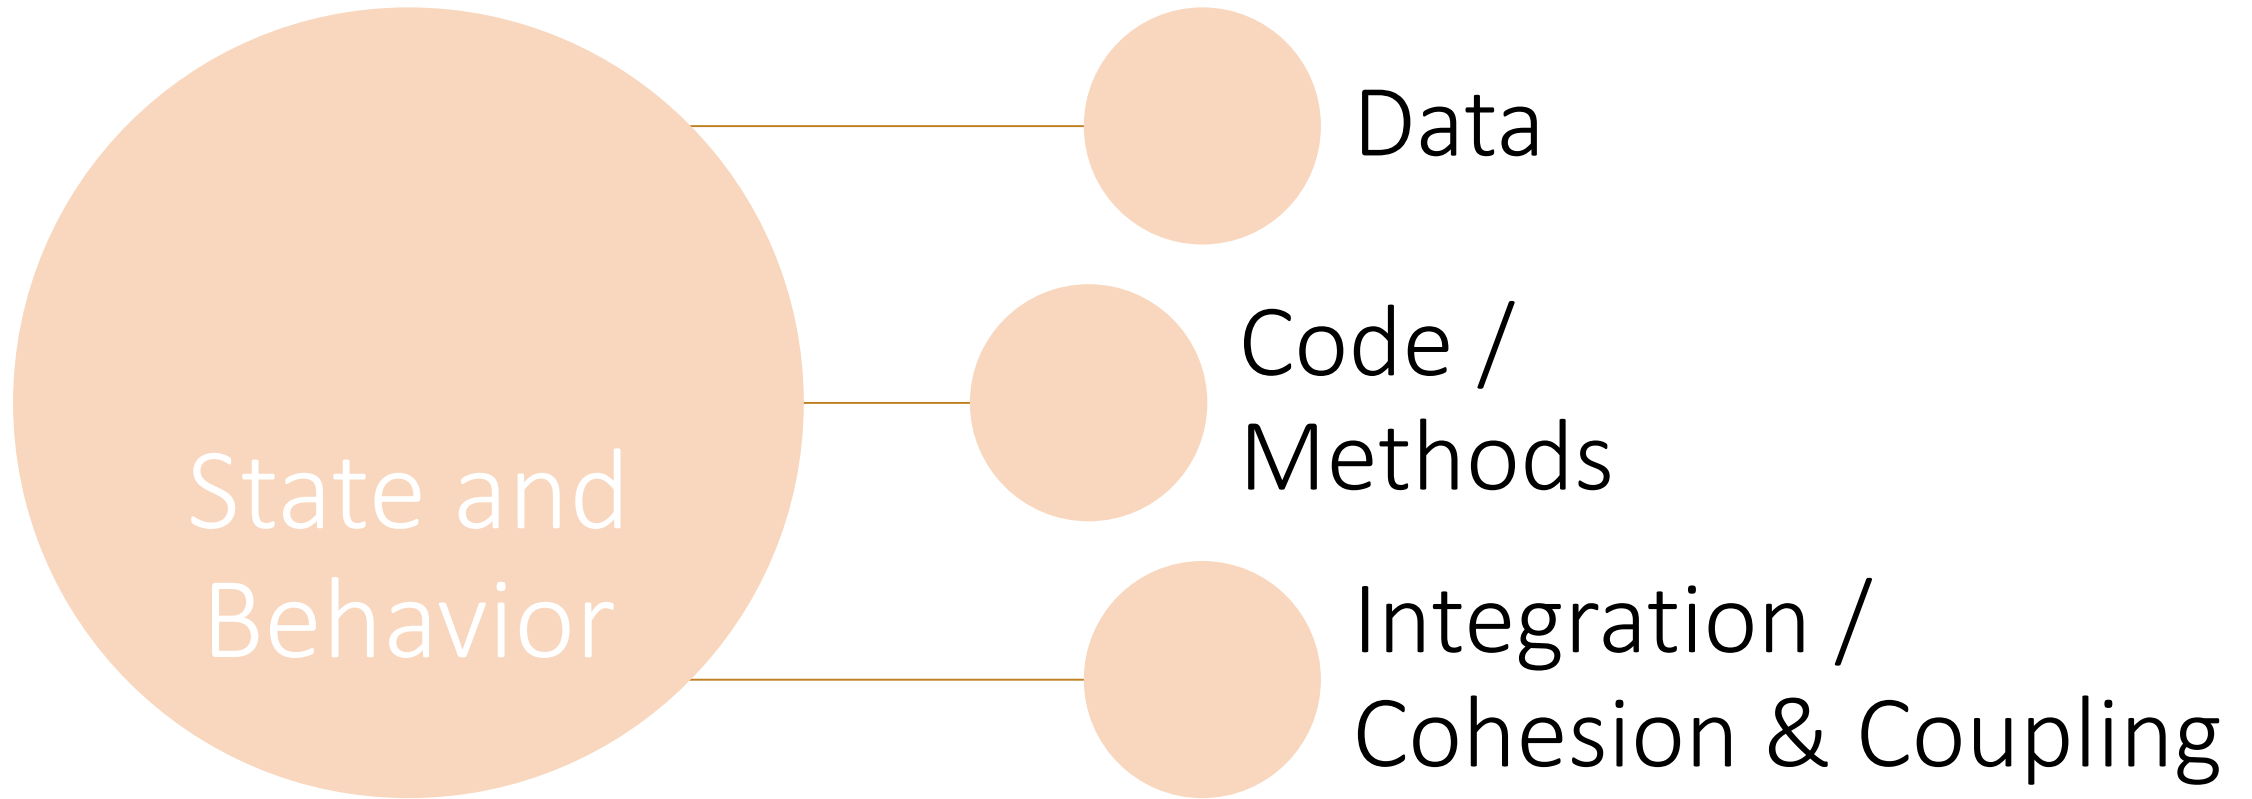 State and
Behavior
Data
Code /
Methods
Integration /
Cohesion & Coupling